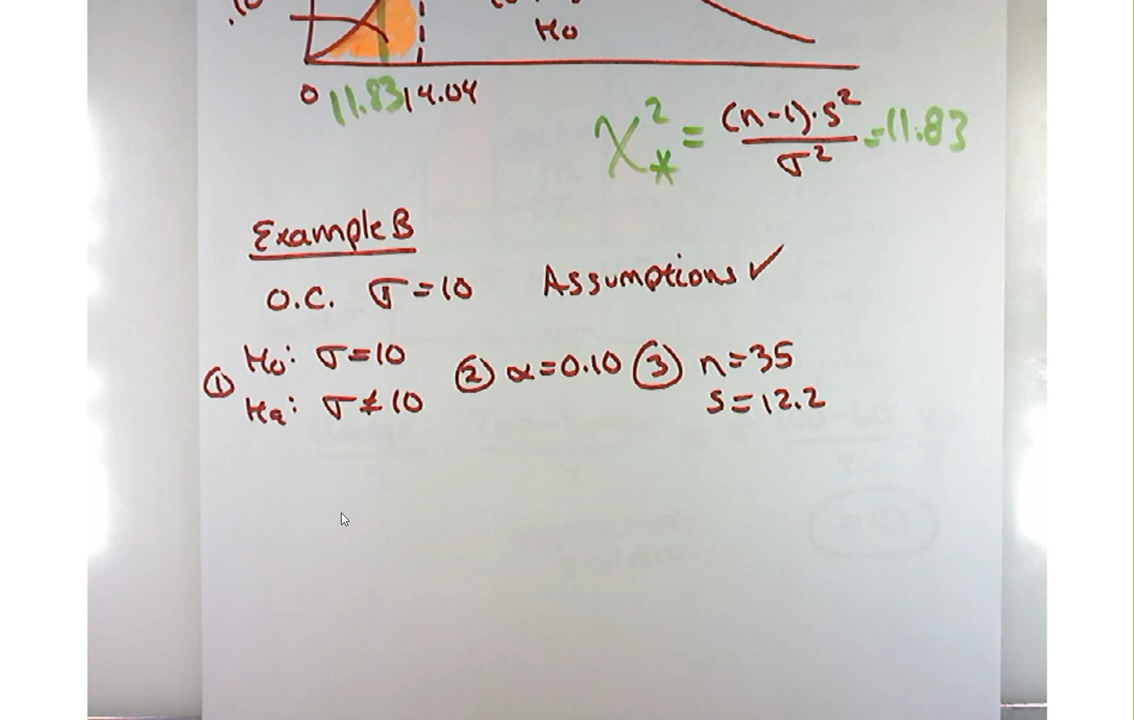 .10
Ho
0 11.83 14.04
χ²* = (n-1)·s² / σ² = 11.83
Example B
O.C. σ = 10 Assumptions ✓
① Ho: σ = 10 ② α = 0.10 ③ n = 35
Ha: σ ≠ 10 s = 12.2